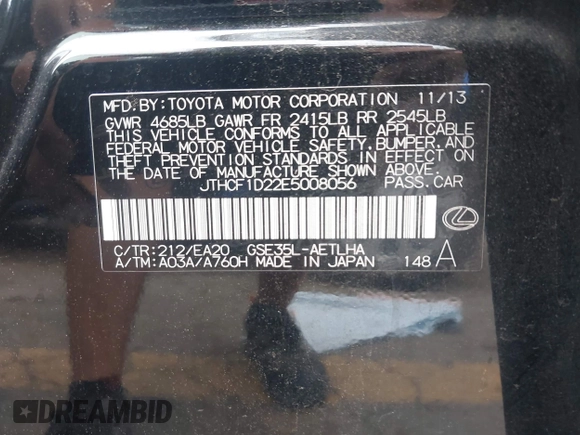 MFD.BY:TOYOTA MOTOR CORPORATION 11/13
GVWR 4685LB GAWR FR 2415LB RR 2545LB
THIS VEHICLE CONFORMS TO ALL APPLICABLE
FEDERAL MOTOR VEHICLE SAFETY,BUMPER,AND
THEFT PREVENTION STANDARDS IN EFFECT ON
THE DATE OF MANUFACTURE SHOWN ABOVE.
JTHCF1D22E5008056 PASS.CAR
C/TR:212/EA20 GSE35L-AETLHA
A/TM:A03A/A760H MADE IN JAPAN 148 A
DREAMBID